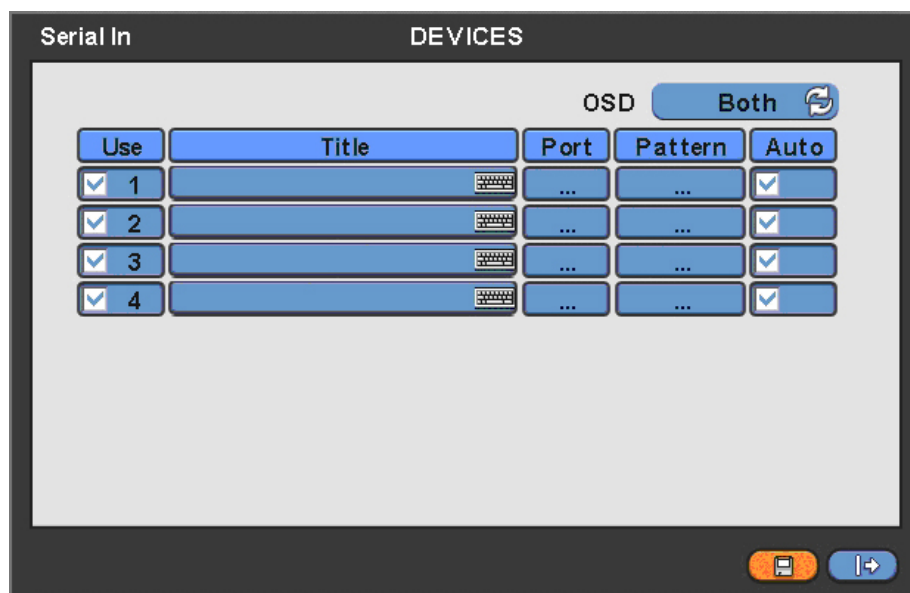 Serial In DEVICES
OSD Both
Use Title Port Pattern Auto
1 ... ...
2 ... ...
3 ... ...
4 ... ...